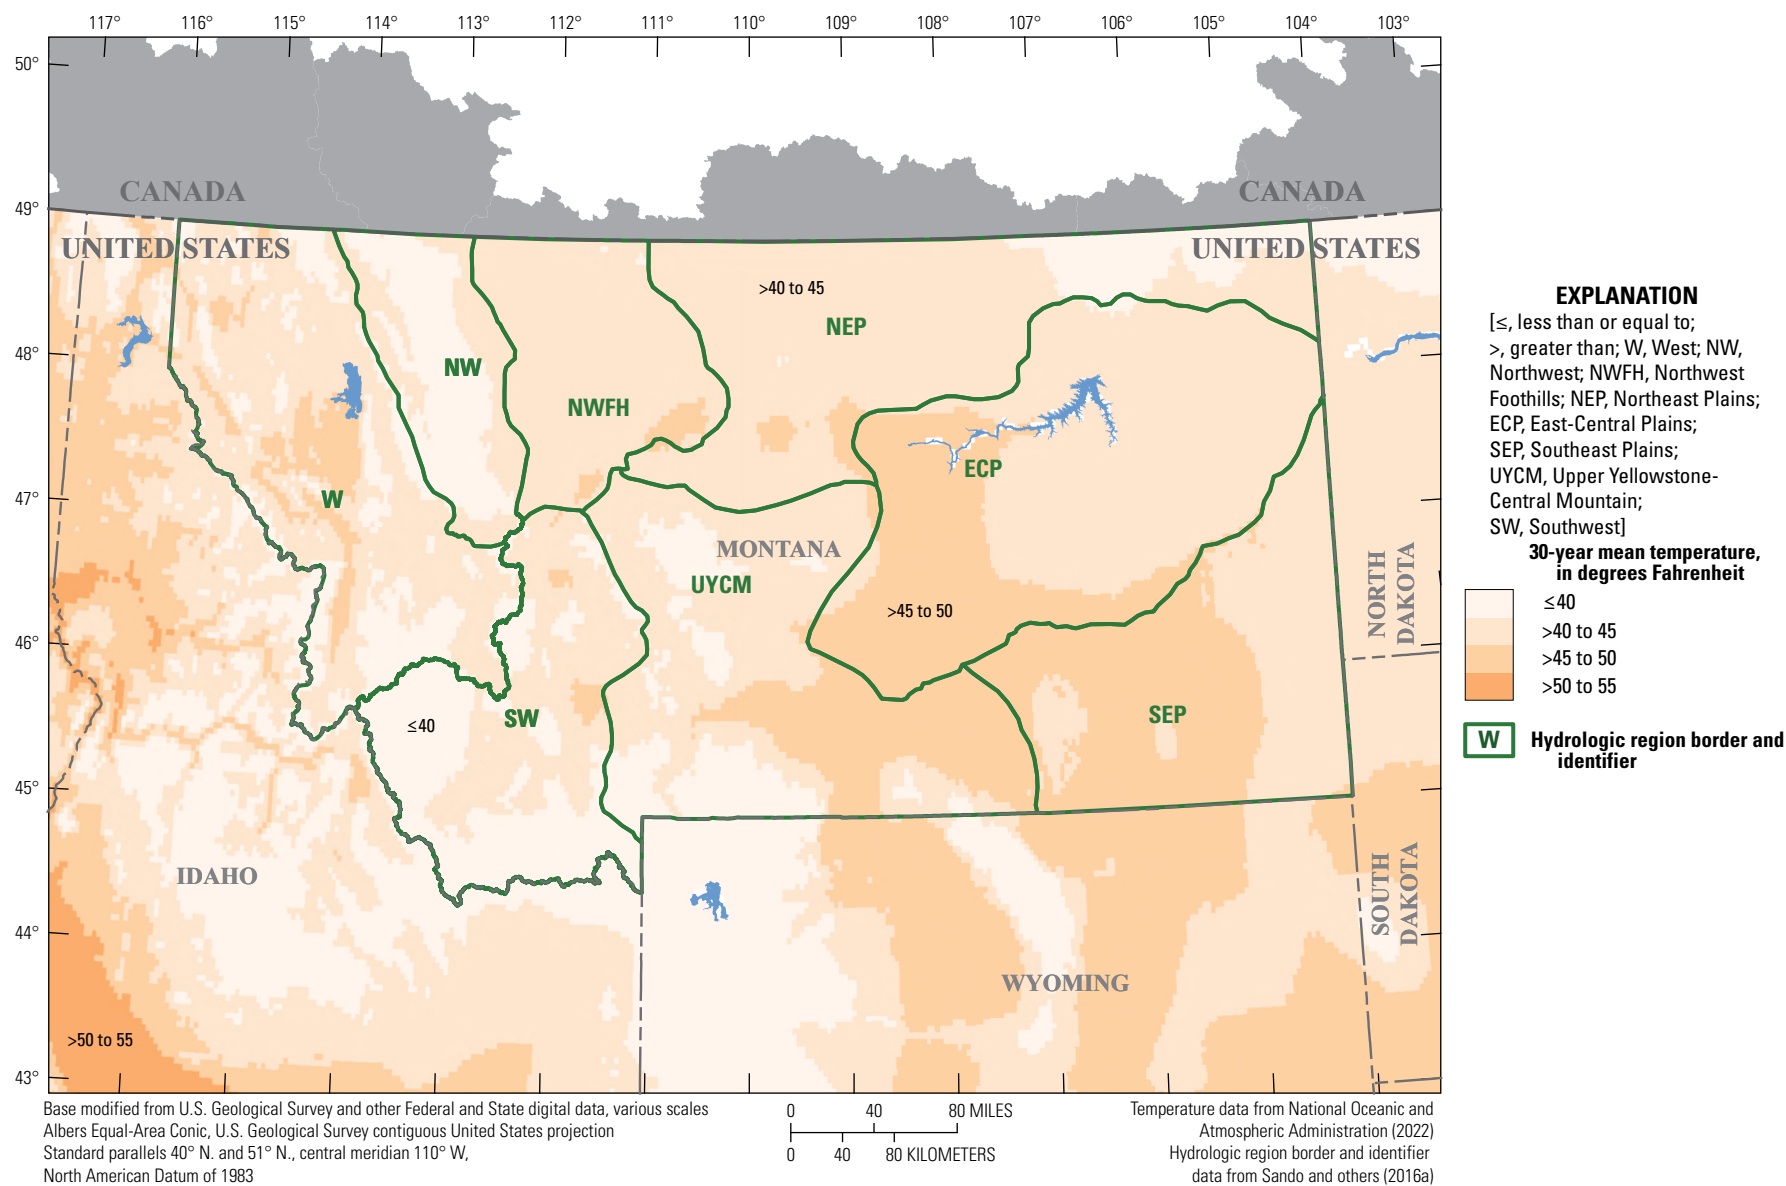 117° 116° 115° 114° 113° 112° 111° 110° 109° 108° 107° 106° 105° 104° 103°
50°
49°
48°
47°
46°
45°
44°
43°
CANADA
CANADA
UNITED STATES
UNITED STATES
>40 to 45
NEP
NW
NWFH
ECP
W
MONTANA
UYCM
>45 to 50
NORTH
DAKOTA
SW
≤40
SEP
IDAHO
SOUTH
DAKOTA
WYOMING
>50 to 55
EXPLANATION
[≤, less than or equal to;
>, greater than; W, West; NW,
Northwest; NWFH, Northwest
Foothills; NEP, Northeast Plains;
ECP, East-Central Plains;
SEP, Southeast Plains;
UYCM, Upper Yellowstone-
Central Mountain;
SW, Southwest]
30-year mean temperature,
in degrees Fahrenheit
≤40
>40 to 45
>45 to 50
>50 to 55
W
Hydrologic region border and
identifier
Base modified from U.S. Geological Survey and other Federal and State digital data, various scales
Albers Equal-Area Conic, U.S. Geological Survey contiguous United States projection
Standard parallels 40° N. and 51° N., central meridian 110° W,
North American Datum of 1983
0 40 80 MILES
0 40 80 KILOMETERS
Temperature data from National Oceanic and
Atmospheric Administration (2022)
Hydrologic region border and identifier
data from Sando and others (2016a)